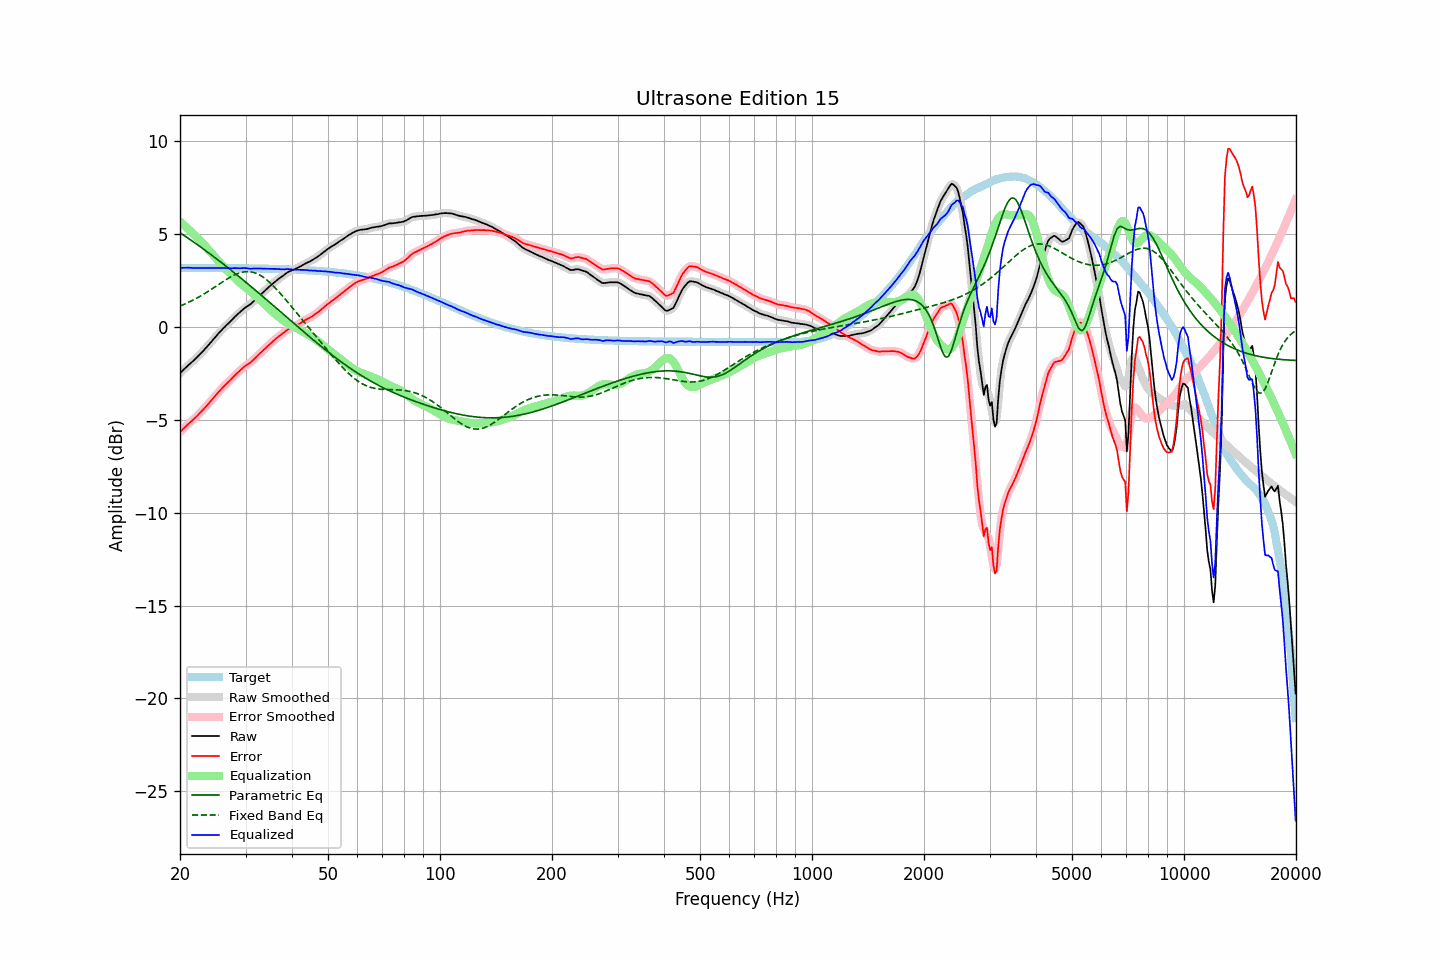 Ultrasone Edition 15
Amplitude (dBr)
10
5
0
−5
−10
−15
−20
−25
Target
Raw Smoothed
Error Smoothed
Raw
Error
Equalization
Parametric Eq
Fixed Band Eq
Equalized
20 50 100 200 500 1000 2000 5000 10000 20000
Frequency (Hz)